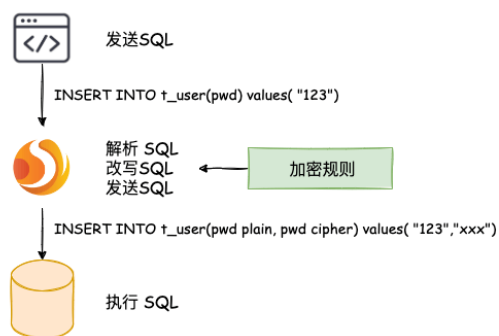 </>
发送SQL
INSERT INTO t_user(pwd) values( "123")
解析 SQL
改写SQL
发送SQL
加密规则
INSERT INTO t_user(pwd plain, pwd cipher) values( "123","xxx")
执行 SQL